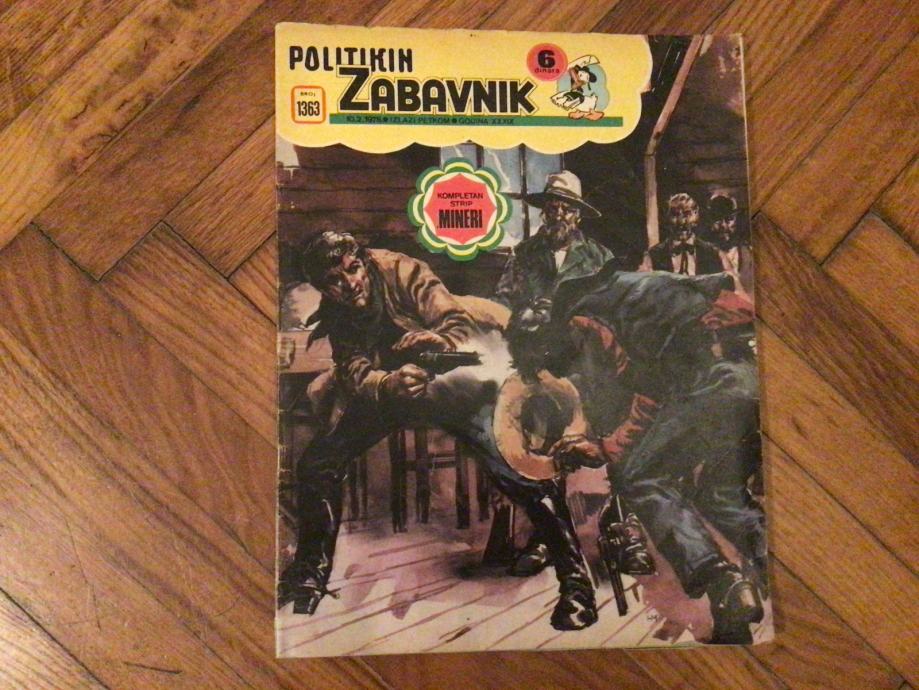 POLITIKIN
ZABAVNIK
6
dinara
BROJ
1363
10.2.1978 • IZLAZI PETKOM • GODINA XXXIX
KOMPLETAN
STRIP
MINERI